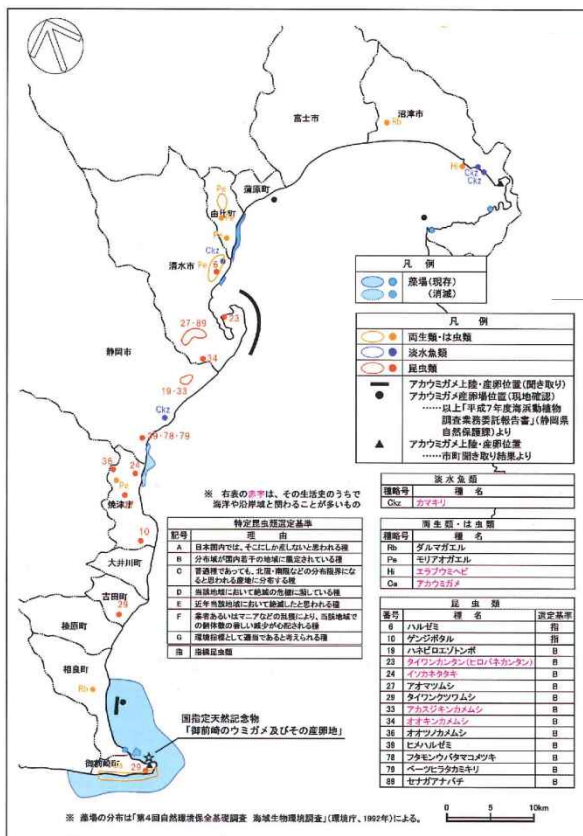 沼津市
富士市
Rb
蒲原町
Hi
Ckz
Ckz
Pe
由比町
Pe
Ckz
清水市
Pe
6
凡 例
藻場(現存)
(消滅)
27・89
23
凡 例
両生類・は虫類
淡水魚類
昆虫類
アカウミガメ上陸・産卵位置(聞き取り)
アカウミガメ産卵場位置(現地確認)
……以上「平成7年度海浜動植物
調査業務委託報告書」(静岡県
自然保護課)より
アカウミガメ上陸・産卵位置
……市町聞き取り結果より
静岡市
34
19・33
Ckz
39・78・79
36
24
Pe
焼津市
10
大井川町
吉田町
29
榛原町
相良町
Rb
御前崎町
29
国指定天然記念物
「御前崎のウミガメ及びその産卵地」
※ 右表の赤字は、その生活史のうちで
海洋や沿岸域と関わることが多いもの
特定昆虫類選定基準
記号 理 由
A 日本国内では、そこにしか産しないと思われる種
B 分布域が国内若干の地域に限定されている種
C 普通種であっても、北限・南限などの分布限界に
なると思われる産地に分布する種
D 当該地域において絶滅の危機に瀕している種
E 近年当該地域において絶滅したと思われる種
F 業者あるいはマニアなどの乱獲により、当該地域で
の個体数の著しい減少が心配される種
G 環境指標として適当であると考えられる種
指 指標昆虫類
淡水魚類
種略号 種 名
Ckz カマキリ
両生類・は虫類
種略号 種 名
Rb ダルマガエル
Pe モリアオガエル
Hi エラブウミヘビ
Ca アカウミガメ
昆 虫 類
番号 種 名 選定基準
6 ハルゼミ 指
10 ゲンジボタル 指
19 ハネビロエゾトンボ B
23 タイワンカンタン(ヒロバネカンタン) B
24 イソカネタタキ B
27 アオマツムシ B
29 タイワンクツワムシ B
33 アカスジキンカメムシ B
34 オオキンカメムシ B
36 オオツノカメムシ B
39 ヒメハルゼミ B
78 フタモンウバタマコメツキ B
79 ベーツヒラタカミキリ B
89 セナガアナバチ B
0 5 10km
※ 藻場の分布は「第4回自然環境保全基礎調査 海域生物環境調査」(環境庁、1992年)による。